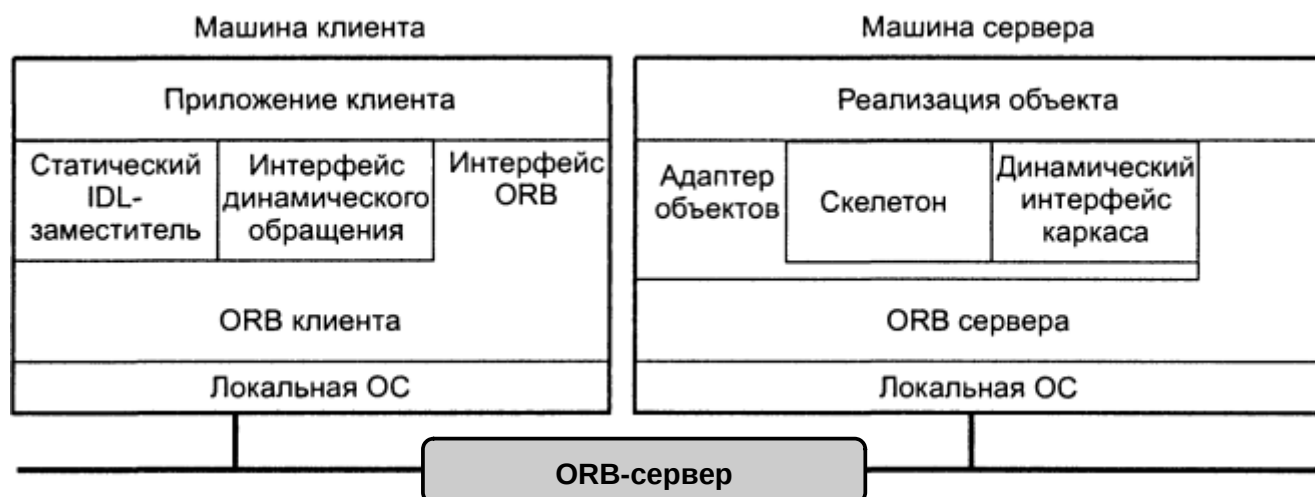 Машина клиента
Машина сервера
Приложение клиента
Реализация объекта
Статический
IDL-
заместитель
Интерфейс
динамического
обращения
Интерфейс
ORB
Адаптер
объектов
Скелетон
Динамический
интерфейс
каркаса
ORB клиента
ORB сервера
Локальная ОС
Локальная ОС
ORB-сервер